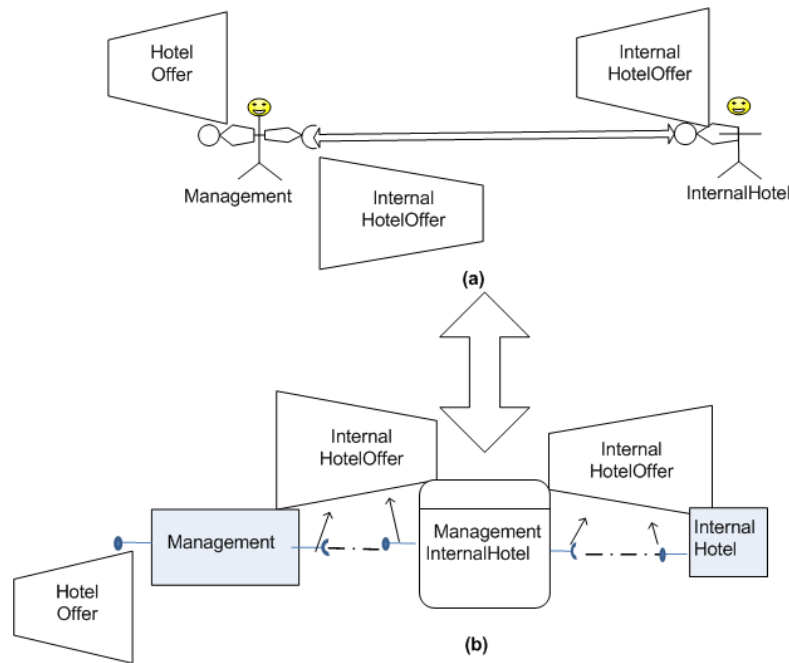 Hotel
Offer
Internal
HotelOffer
Management
InternalHotel
Internal
HotelOffer
(a)
Internal
HotelOffer
Internal
HotelOffer
Management
Management
InternalHotel
Internal
Hotel
Hotel
Offer
(b)